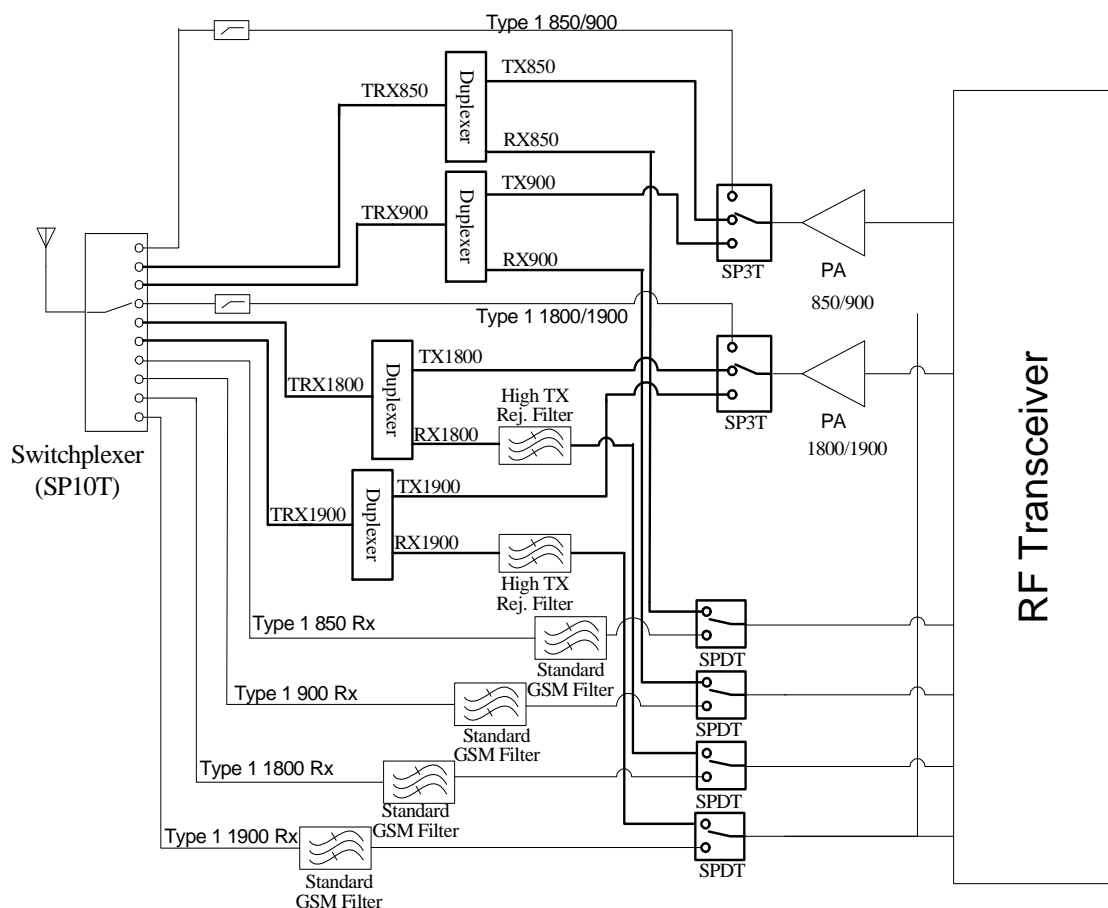 Type 1 850/900
TX850
TRX850
Duplexer
RX850
TX900
TRX900
Duplexer
RX900
SP3T
PA
850/900
Type 1 1800/1900
TX1800
TRX1800
Duplexer
High TX
Rej. Filter
RX1800
SP3T
PA
1800/1900
Switchplexer
(SP10T)
TX1900
TRX1900
Duplexer
RX1900
High TX
Rej. Filter
RF Transceiver
Type 1 850 Rx
Standard
GSM Filter
SPDT
Type 1 900 Rx
Standard
GSM Filter
SPDT
Type 1 1800 Rx
Standard
GSM Filter
SPDT
Type 1 1900 Rx
Standard
GSM Filter
SPDT